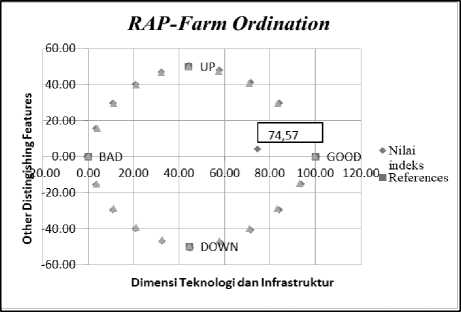 RAP-Farm Ordination
60.00
40.00
20.00
0.00
-20.00
-40.00
-60.00
Other Distingishing Features
UP
74,57
BAD
GOOD
DOWN
0.00 20.00 40.00 60.00 80.00 100.00 120.00
Nilai
indeks
References
Dimensi Teknologi dan Infrastruktur